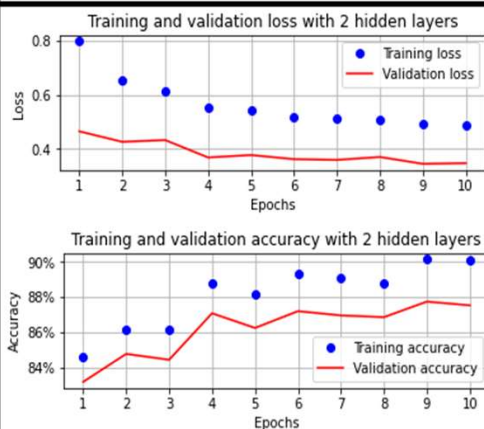 Training and validation loss with 2 hidden layers
0.8
0.6
0.4
Loss
Training loss
Validation loss
1 2 3 4 5 6 7 8 9 10
Epochs
Training and validation accuracy with 2 hidden layers
90%
88%
86%
84%
Accuracy
Training accuracy
Validation accuracy
1 2 3 4 5 6 7 8 9 10
Epochs